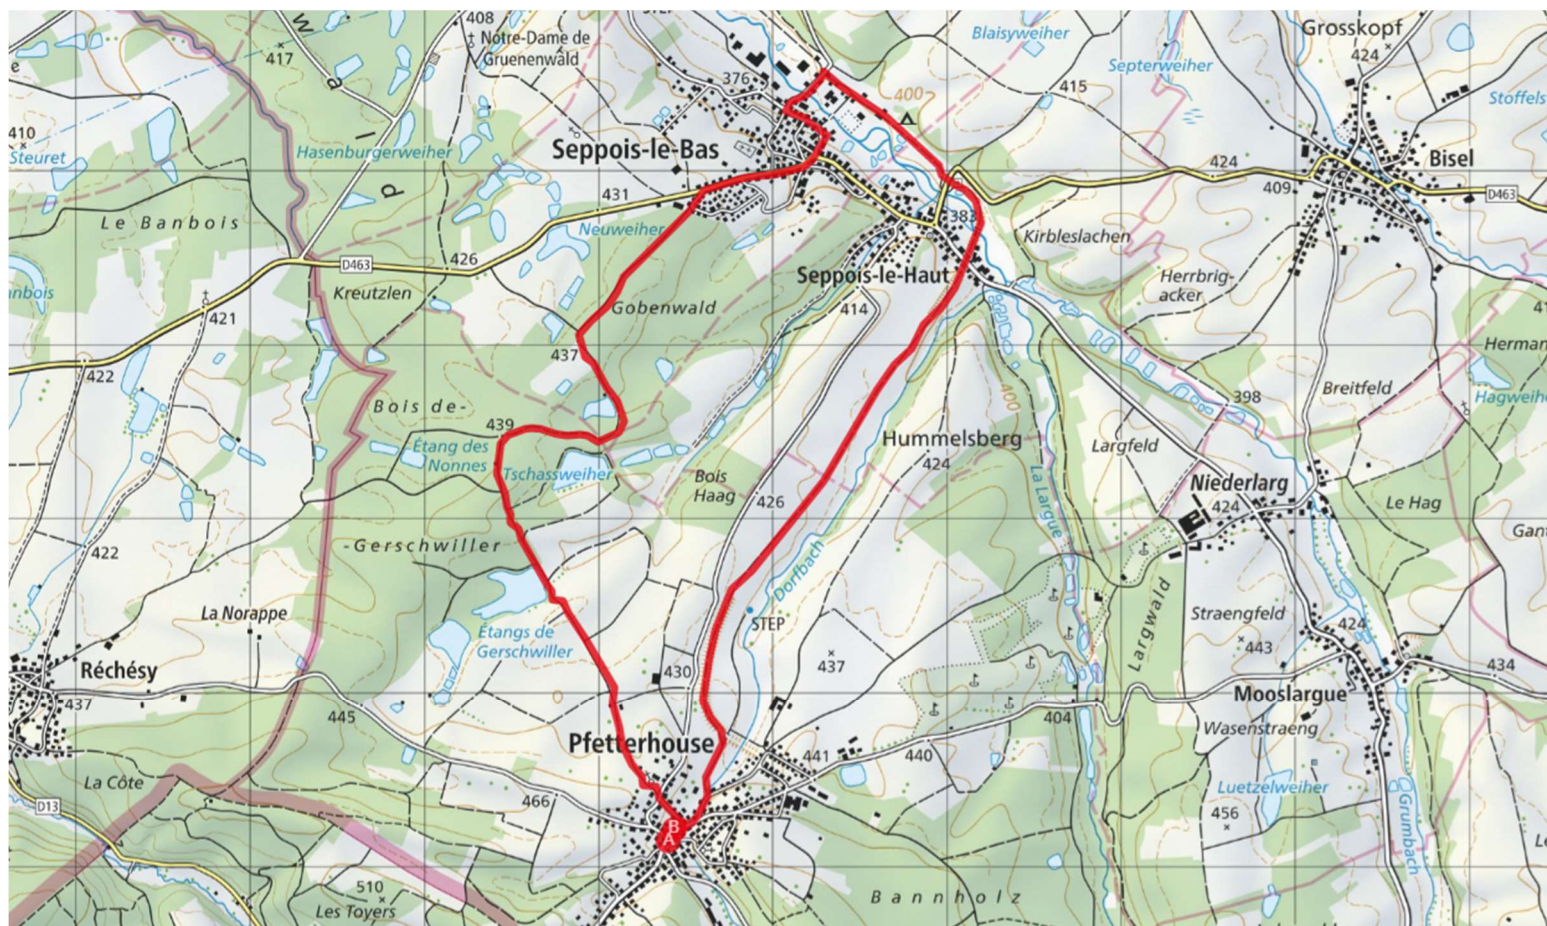 408
Notre-Dame de
Gruenenwald
417
w
a
l
d
e
410
Steuret
Hasenburgerweiher
Le Banbois
376
Seppois-le-Bas
400
Blaisyweiher
415
Septerweiher
Grosskopf
424
Stoffels
Bisel
424
409
D463
431
Neuweiher
D463
426
Kreutzlen
nbois
421
383
Kirbleslachen
Seppois-le-Haut
414
Herrbrig-
acker
Gobenwald
437
41
Herman
422
Bois de-
439
Étang des
Nonnes
Tschassweiher
Bois
Haag
426
Hummelsberg
424
400
La Largue
398
Breitfeld
Hagweihe
Largfeld
Niederlarg
424
Le Hag
Gant
422
-Gerschwiller
Dorfbach
STEP
La Norappe
Étangs de
Gerschwiller
Largwald
Straengfeld
443
424
434
Réchésy
437
430
437
Mooslargue
Wasenstraeng
445
404
Pfetterhouse
441
440
La Côte
D13
466
B
A
Luetzelweiher
456
Grumbach
510
Les Toyers
Bannholz